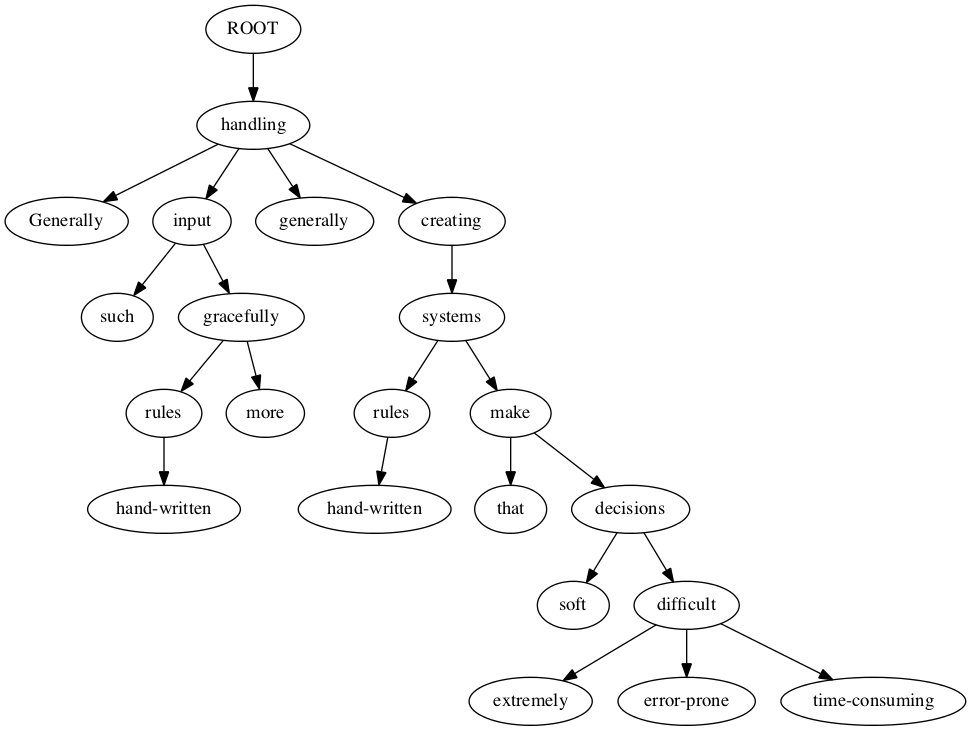 ROOT
handling
Generally input generally creating
such gracefully systems
rules more rules make
hand-written hand-written that decisions
soft difficult
extremely error-prone time-consuming